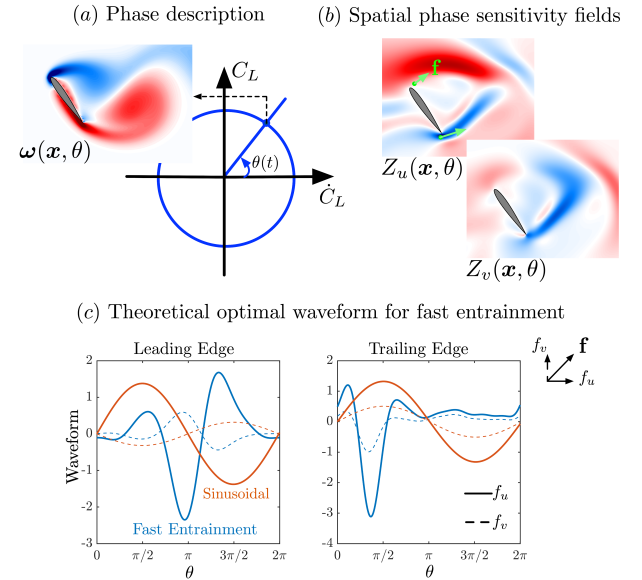 (a) Phase description
(b) Spatial phase sensitivity fields
C_L
f
ω(x, θ)
θ(t)
Ċ_L
Z_u(x, θ)
Z_v(x, θ)
(c) Theoretical optimal waveform for fast entrainment
Leading Edge
Trailing Edge
f_v
f
f_u
Waveform
2
1
0
-1
-2
-3
Sinusoidal
Fast Entrainment
0
π/2
π
3π/2
2π
θ
2
1
0
-1
-2
-3
-4
f_u
f_v
0
π/2
π
3π/2
2π
θ